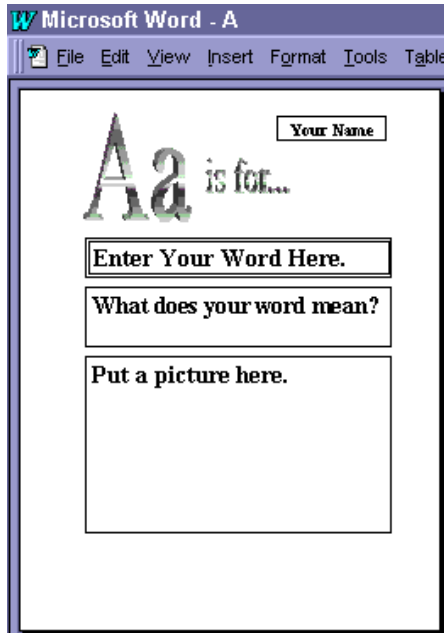 Microsoft Word - A
File Edit View Insert Format Tools Table
Your Name
Aa is for...
Enter Your Word Here.
What does your word mean?
Put a picture here.